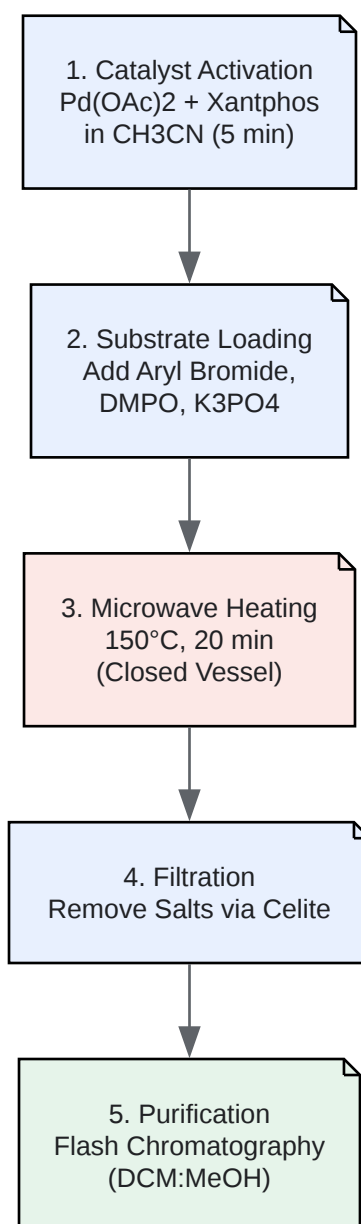 1. Catalyst Activation
Pd(OAc)2 + Xantphos
in CH3CN (5 min)
2. Substrate Loading
Add Aryl Bromide,
DMPO, K3PO4
3. Microwave Heating
150°C, 20 min
(Closed Vessel)
4. Filtration
Remove Salts via Celite
5. Purification
Flash Chromatography
(DCM:MeOH)